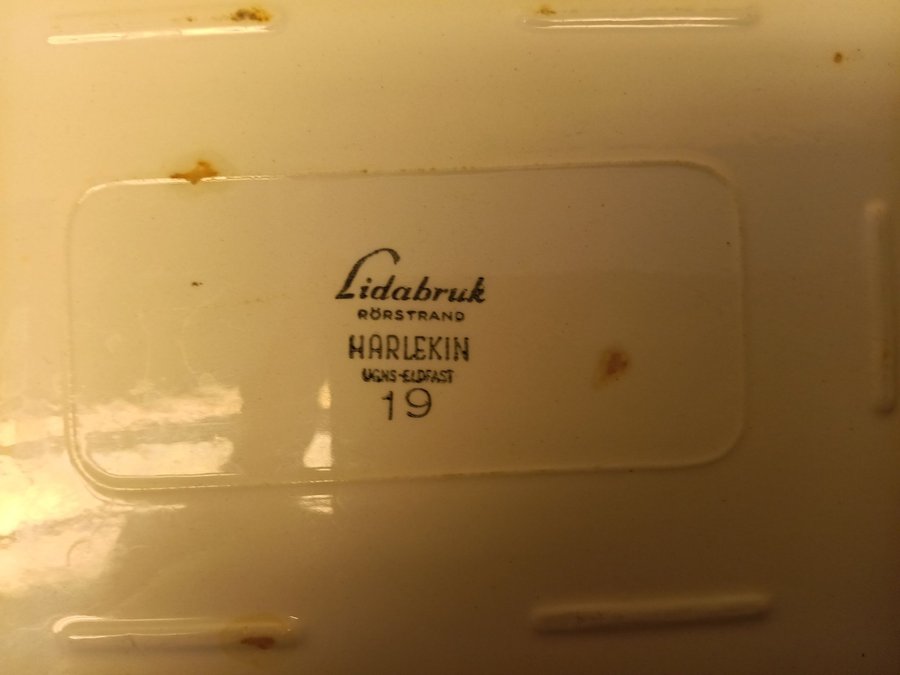 Lidabruk
RÖRSTRAND
HARLEKIN
UGNS-ELDFAST
19